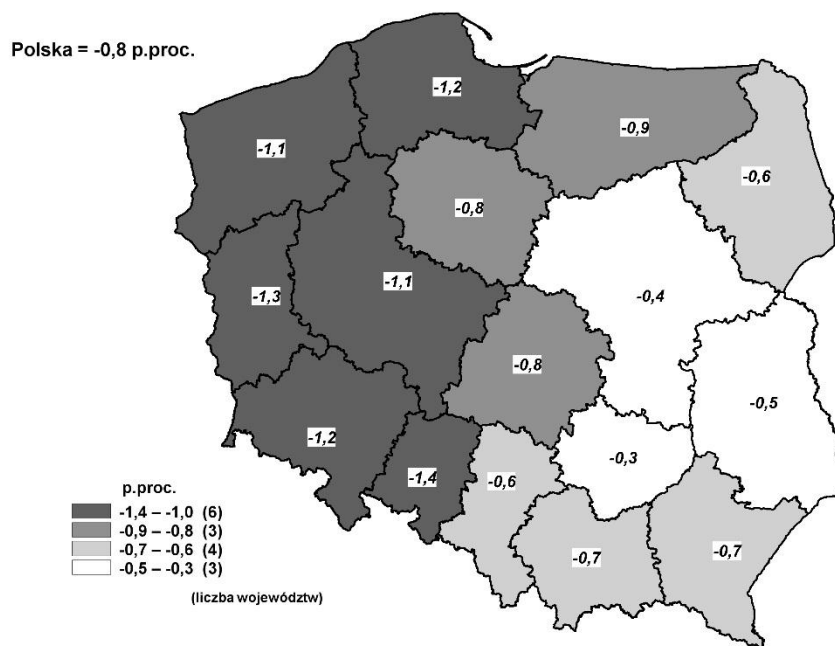 Polska = -0,8 p.proc.
-1,2
-0,9
-1,1
-0,6
-0,8
-1,3
-1,1
-0,4
-0,8
-0,5
-1,2
-0,3
-1,4
-0,6
-0,7
-0,7
p.proc.
-1,4 – -1,0 (6)
-0,9 – -0,8 (3)
-0,7 – -0,6 (4)
-0,5 – -0,3 (3)
(liczba województw)